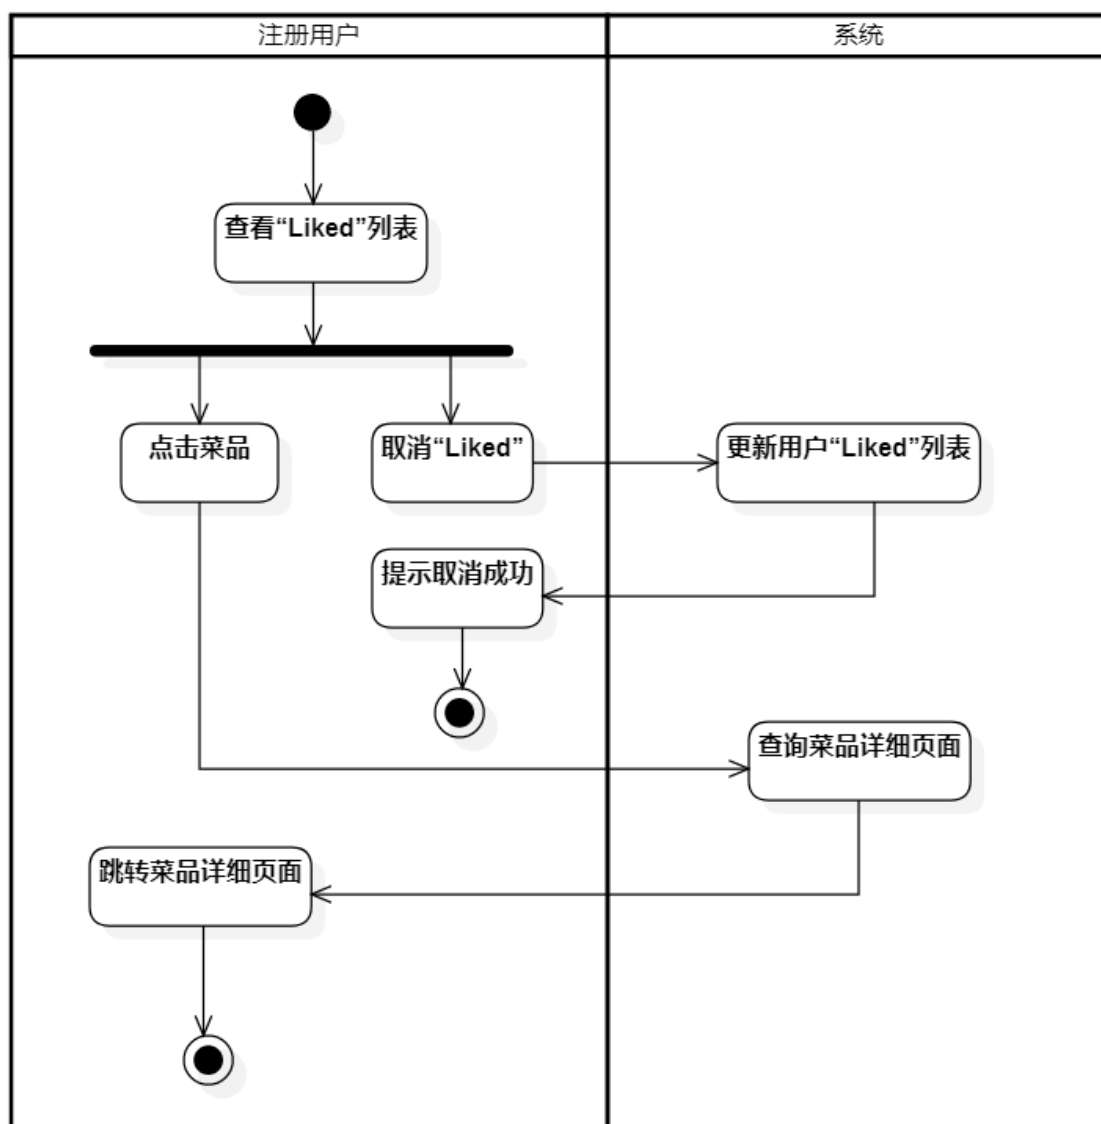 注册用户
系统
查看“Liked”列表
点击菜品
取消“Liked”
更新用户“Liked”列表
提示取消成功
查询菜品详细页面
跳转菜品详细页面